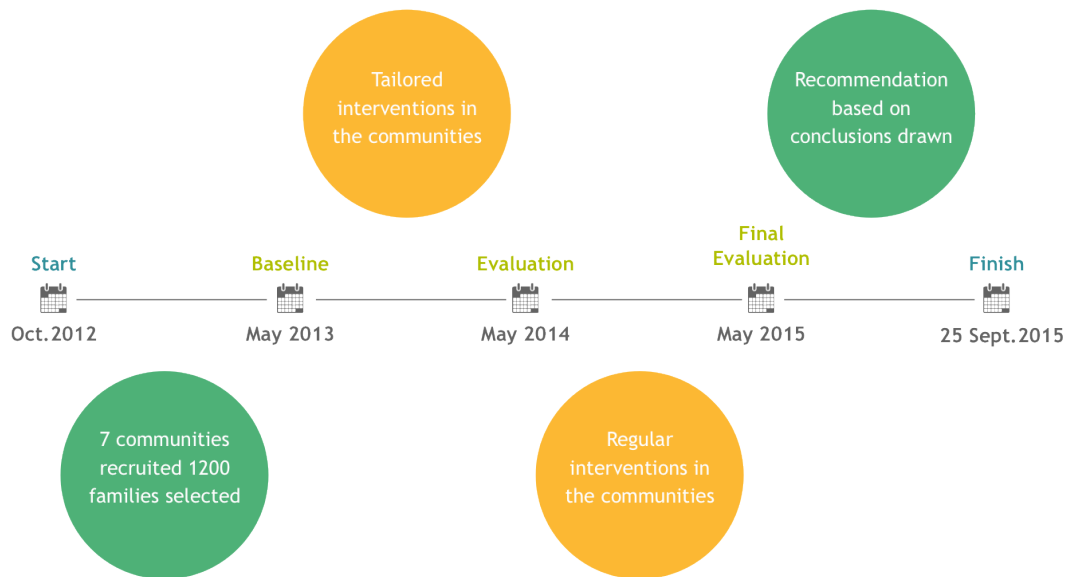 Tailored
interventions in
the communities
Recommendation
based on
conclusions drawn
Start
Baseline
Evaluation
Final
Evaluation
Finish
Oct.2012
May 2013
May 2014
May 2015
25 Sept.2015
7 communities
recruited 1200
families selected
Regular
interventions in
the communities